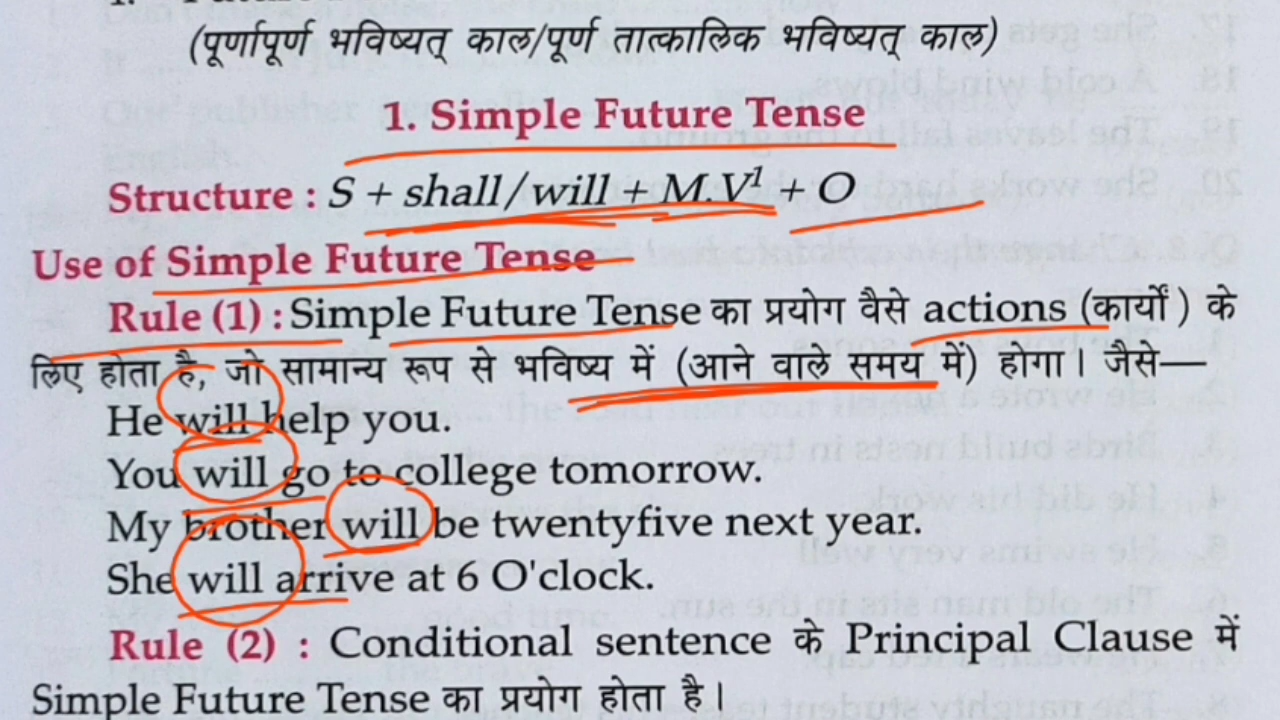 (पूर्णापूर्ण भविष्यत् काल/पूर्ण तात्कालिक भविष्यत् काल)
1. Simple Future Tense
Structure : S + shall/will + M.V¹ + O
Use of Simple Future Tense
Rule (1) : Simple Future Tense का प्रयोग वैसे actions (कार्यों ) के
लिए होता है, जो सामान्य रूप से भविष्य में (आने वाले समय में) होगा। जैसे—
He will help you.
You will go to college tomorrow.
My brother will be twentyfive next year.
She will arrive at 6 O'clock.
Rule (2) : Conditional sentence के Principal Clause में
Simple Future Tense का प्रयोग होता है।